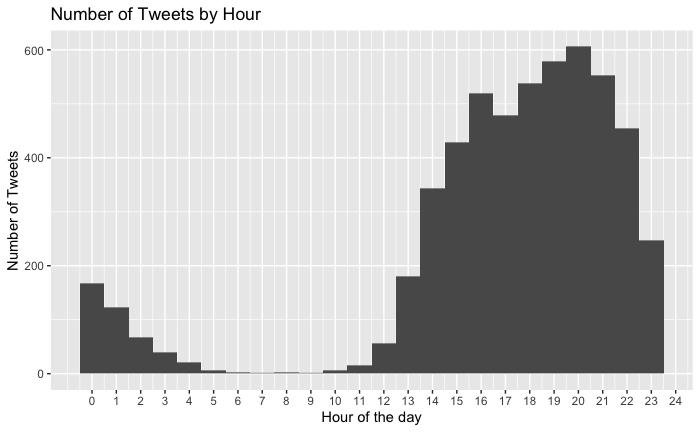 Number of Tweets by Hour
Number of Tweets
600
400
200
0
0 1 2 3 4 5 6 7 8 9 10 11 12 13 14 15 16 17 18 19 20 21 22 23 24
Hour of the day